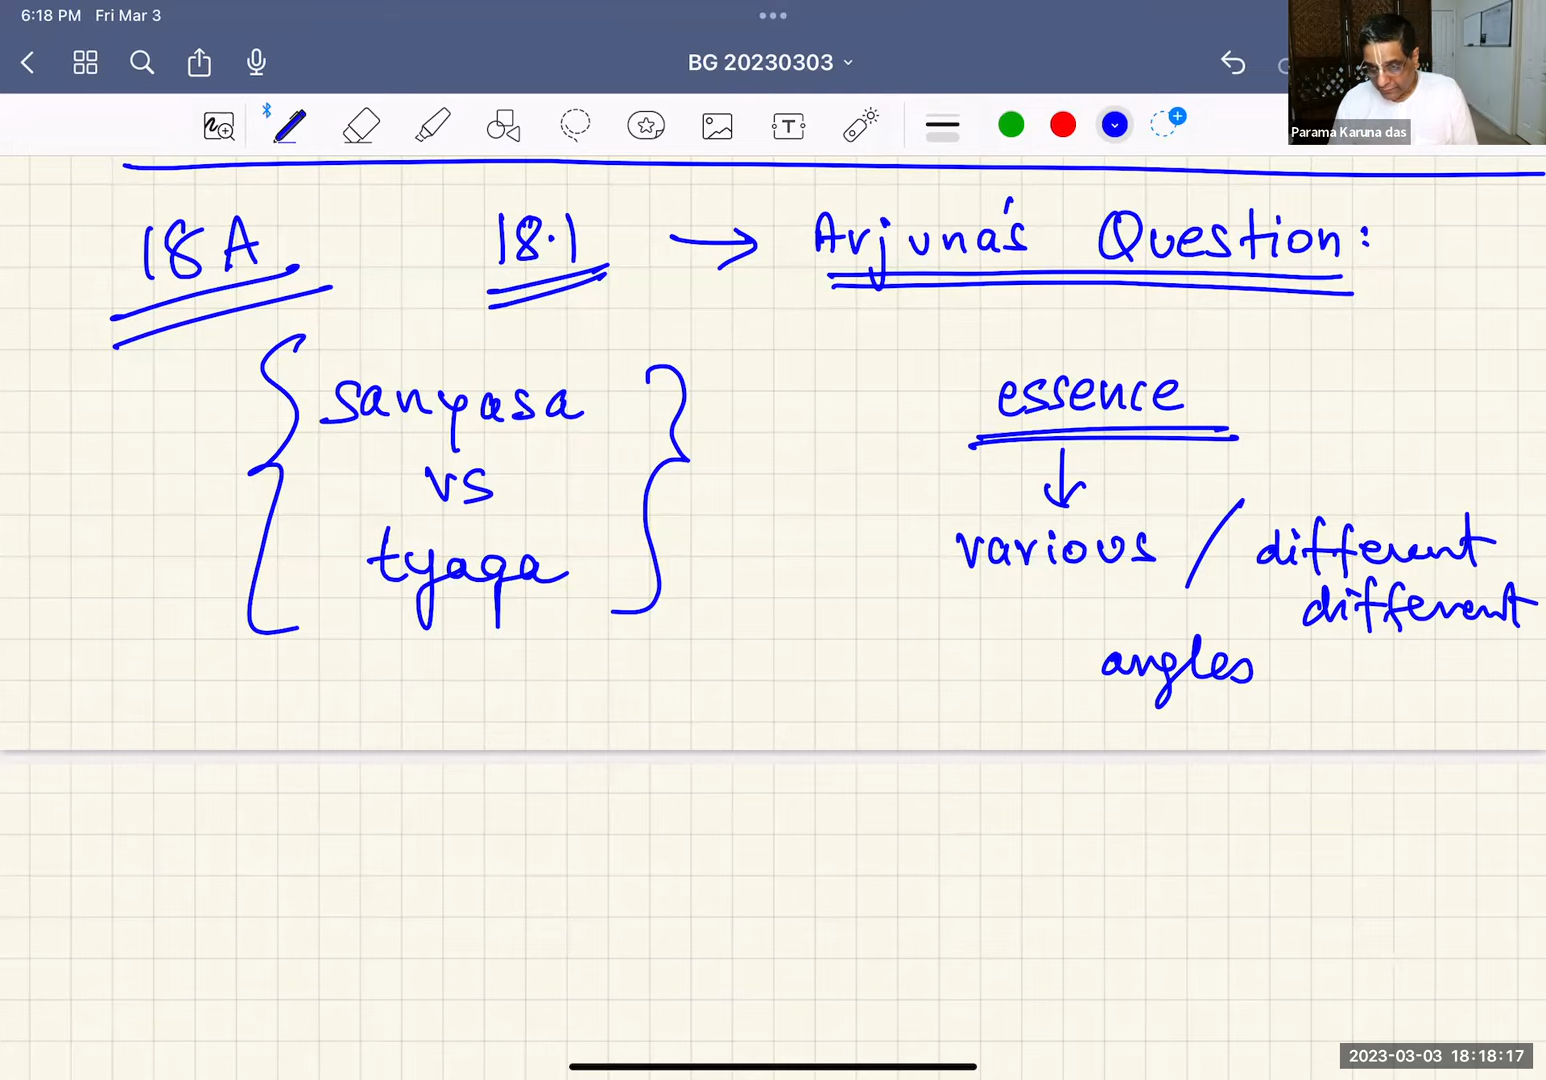 6:18 PM Fri Mar 3
BG 20230303
Parama Karuna das
18A 18.1 → Arjuna's Question:
sanyasa
vs
tyaga
essence
↓
various / different
different
angles
2023-03-03 18:18:17